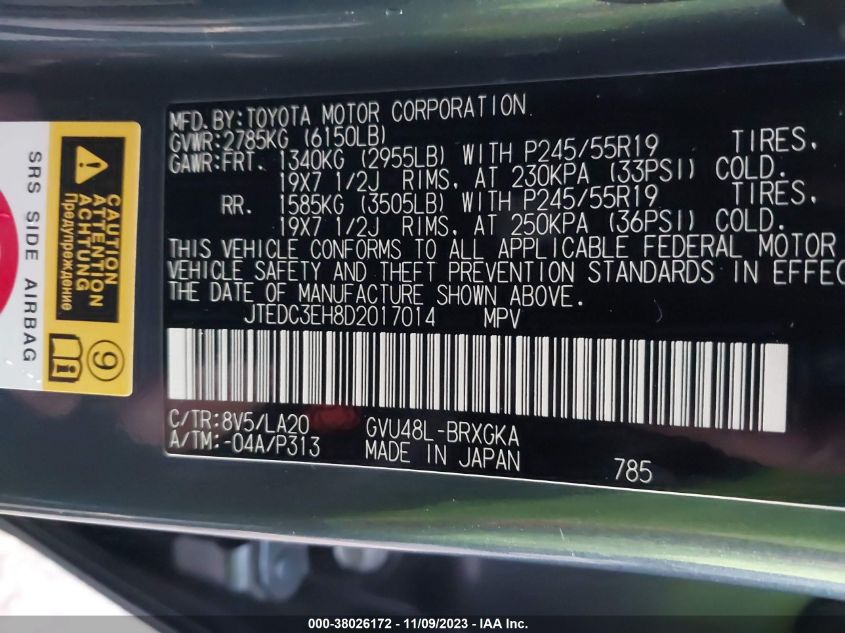 MFD.BY:TOYOTA MOTOR CORPORATION
GVWR:2785KG (6150LB)
GAWR:FRT. 1340KG (2955LB) WITH P245/55R19 TIRES,
19X7 1/2J RIMS, AT 230KPA (33PSI) COLD.
RR. 1585KG (3505LB) WITH P245/55R19 TIRES,
19X7 1/2J RIMS, AT 250KPA (36PSI) COLD.
THIS VEHICLE CONFORMS TO ALL APPLICABLE FEDERAL MOTOR
VEHICLE SAFETY AND THEFT PREVENTION STANDARDS IN EFFEC
THE DATE OF MANUFACTURE SHOWN ABOVE.
JTEDC3EH8D2017014 MPV
C/TR:8V5/LA20 GVU48L-BRXGKA
A/TM:-04A/P313 MADE IN JAPAN
785
CAUTION
ATTENTION
ACHTUNG
Предупреждение
9
SRS SIDE AIRBAG
000-38026172 - 11/09/2023 - IAA Inc.